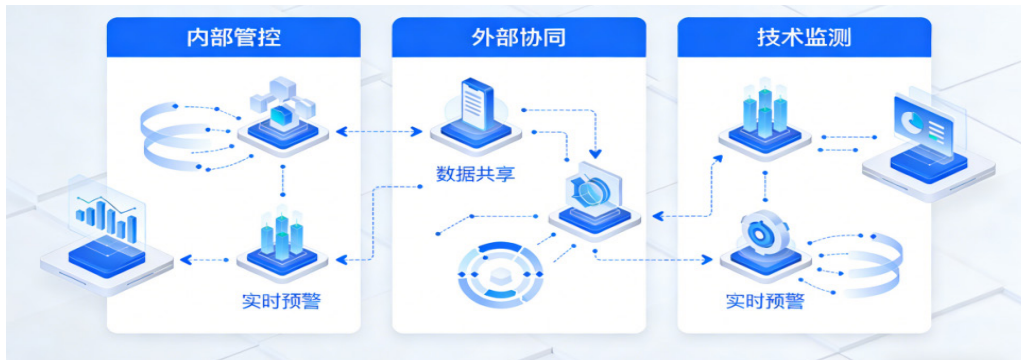 内部管控
外部协同
技术监测
数据共享
实时预警
实时预警